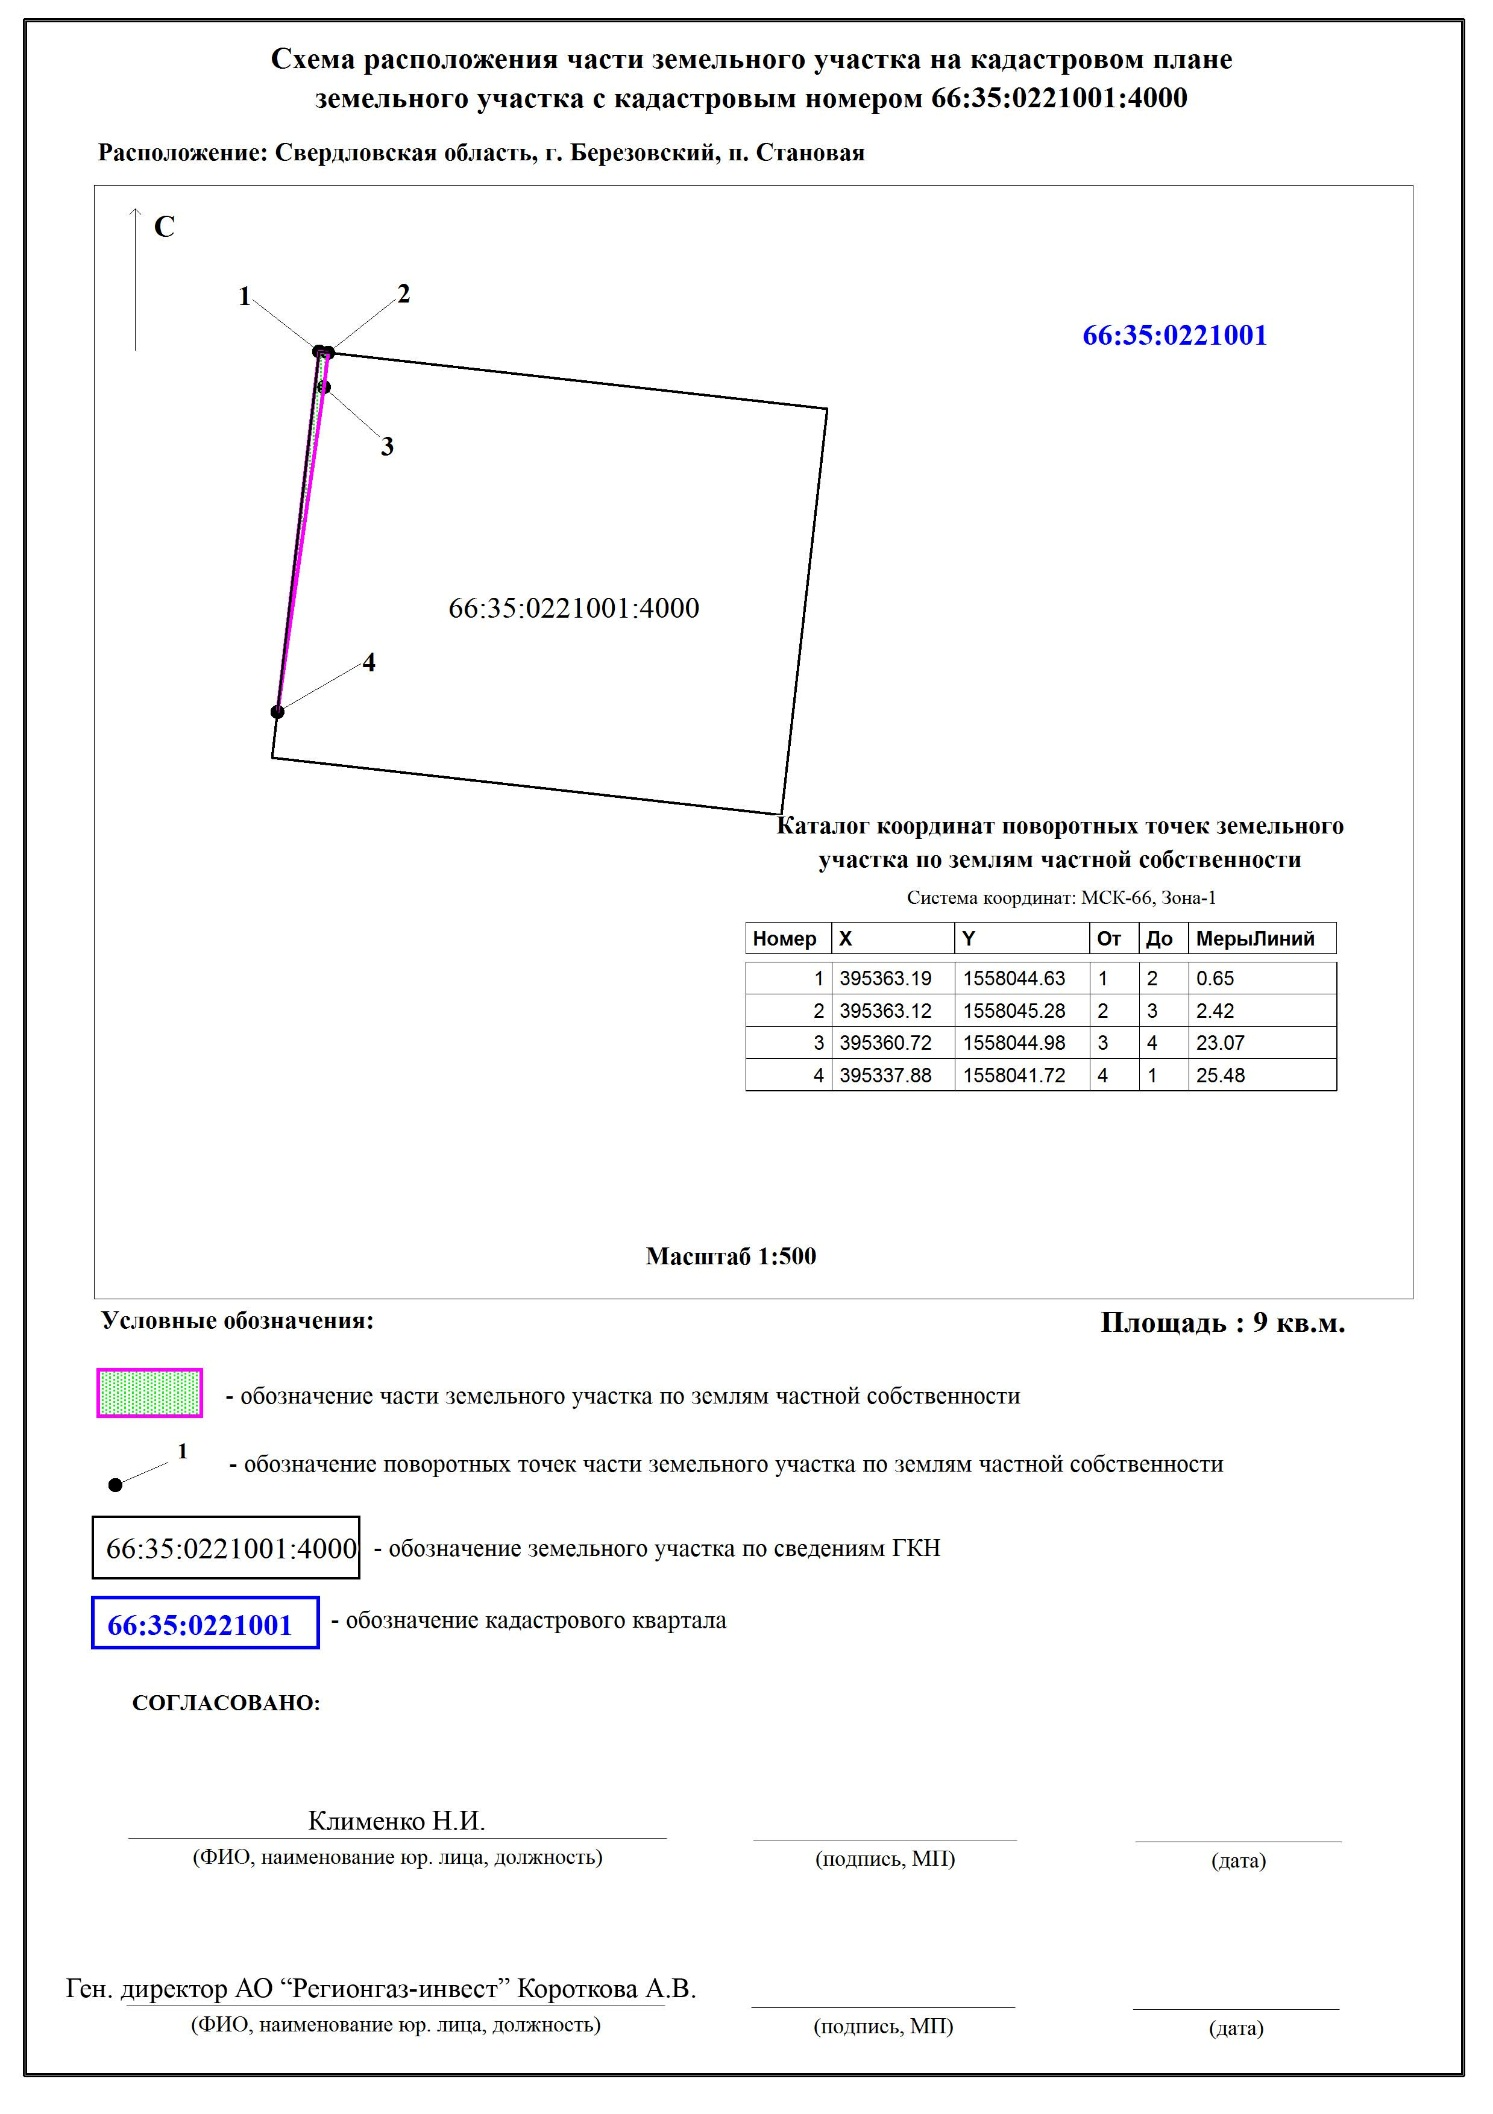 Схема расположения части земельного участка на кадастровом плане
земельного участка с кадастровым номером 66:35:0221001:4000
Расположение: Свердловская область, г. Березовский, п. Становая
С
1
2
66:35:0221001
3
66:35:0221001:4000
4
Каталог координат поворотных точек земельного
участка по землям частной собственности
Система координат: МСК-66, Зона-1
Номер X Y От До МерыЛиний
1 395363.19 1558044.63 1 2 0.65
2 395363.12 1558045.28 2 3 2.42
3 395360.72 1558044.98 3 4 23.07
4 395337.88 1558041.72 4 1 25.48
Масштаб 1:500
Условные обозначения:
Площадь : 9 кв.м.
- обозначение части земельного участка по землям частной собственности
1
- обозначение поворотных точек части земельного участка по землям частной собственности
66:35:0221001:4000 - обозначение земельного участка по сведениям ГКН
66:35:0221001 - обозначение кадастрового квартала
СОГЛАСОВАНО:
Клименко Н.И.
(ФИО, наименование юр. лица, должность) (подпись, МП) (дата)
Ген. директор АО “Регионгаз-инвест” Короткова А.В.
(ФИО, наименование юр. лица, должность) (подпись, МП) (дата)